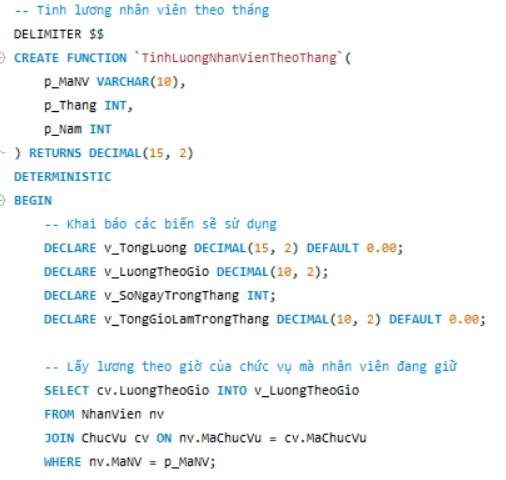 -- Tính lương nhân viên theo tháng
DELIMITER $$
CREATE FUNCTION `TinhLuongNhanVienTheoThang`(
p_MaNV VARCHAR(10),
p_Thang INT,
p_Nam INT
) RETURNS DECIMAL(15, 2)
DETERMINISTIC
BEGIN
-- Khai báo các biến sẽ sử dụng
DECLARE v_TongLuong DECIMAL(15, 2) DEFAULT 0.00;
DECLARE v_LuongTheoGio DECIMAL(10, 2);
DECLARE v_SoNgayTrongThang INT;
DECLARE v_TongGioLamTrongThang DECIMAL(10, 2) DEFAULT 0.00;
-- Lấy lương theo giờ của chức vụ mà nhân viên đang giữ
SELECT cv.LuongTheoGio INTO v_LuongTheoGio
FROM NhanVien nv
JOIN ChucVu cv ON nv.MaChucVu = cv.MaChucVu
WHERE nv.MaNV = p_MaNV;